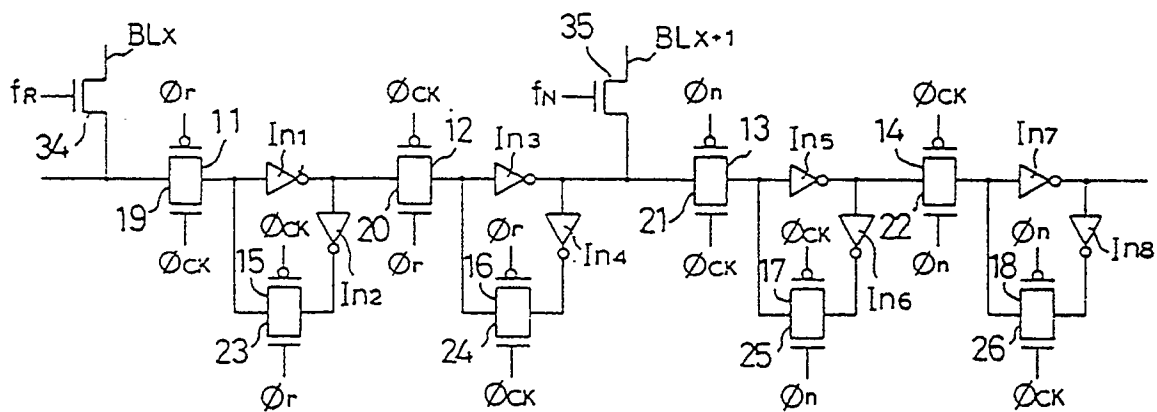 35
BLx
BLx+1
fR
Ør
ØCK
fN
Øn
ØCK
34
11
In1
12
In3
13
In5
14
In7
19
20
21
22
ØCK
ØCK
Ør
Ør
ØCK
ØCK
Øn
Øn
15
In2
16
In4
17
In6
18
In8
23
24
25
26
Ør
ØCK
Øn
ØCK